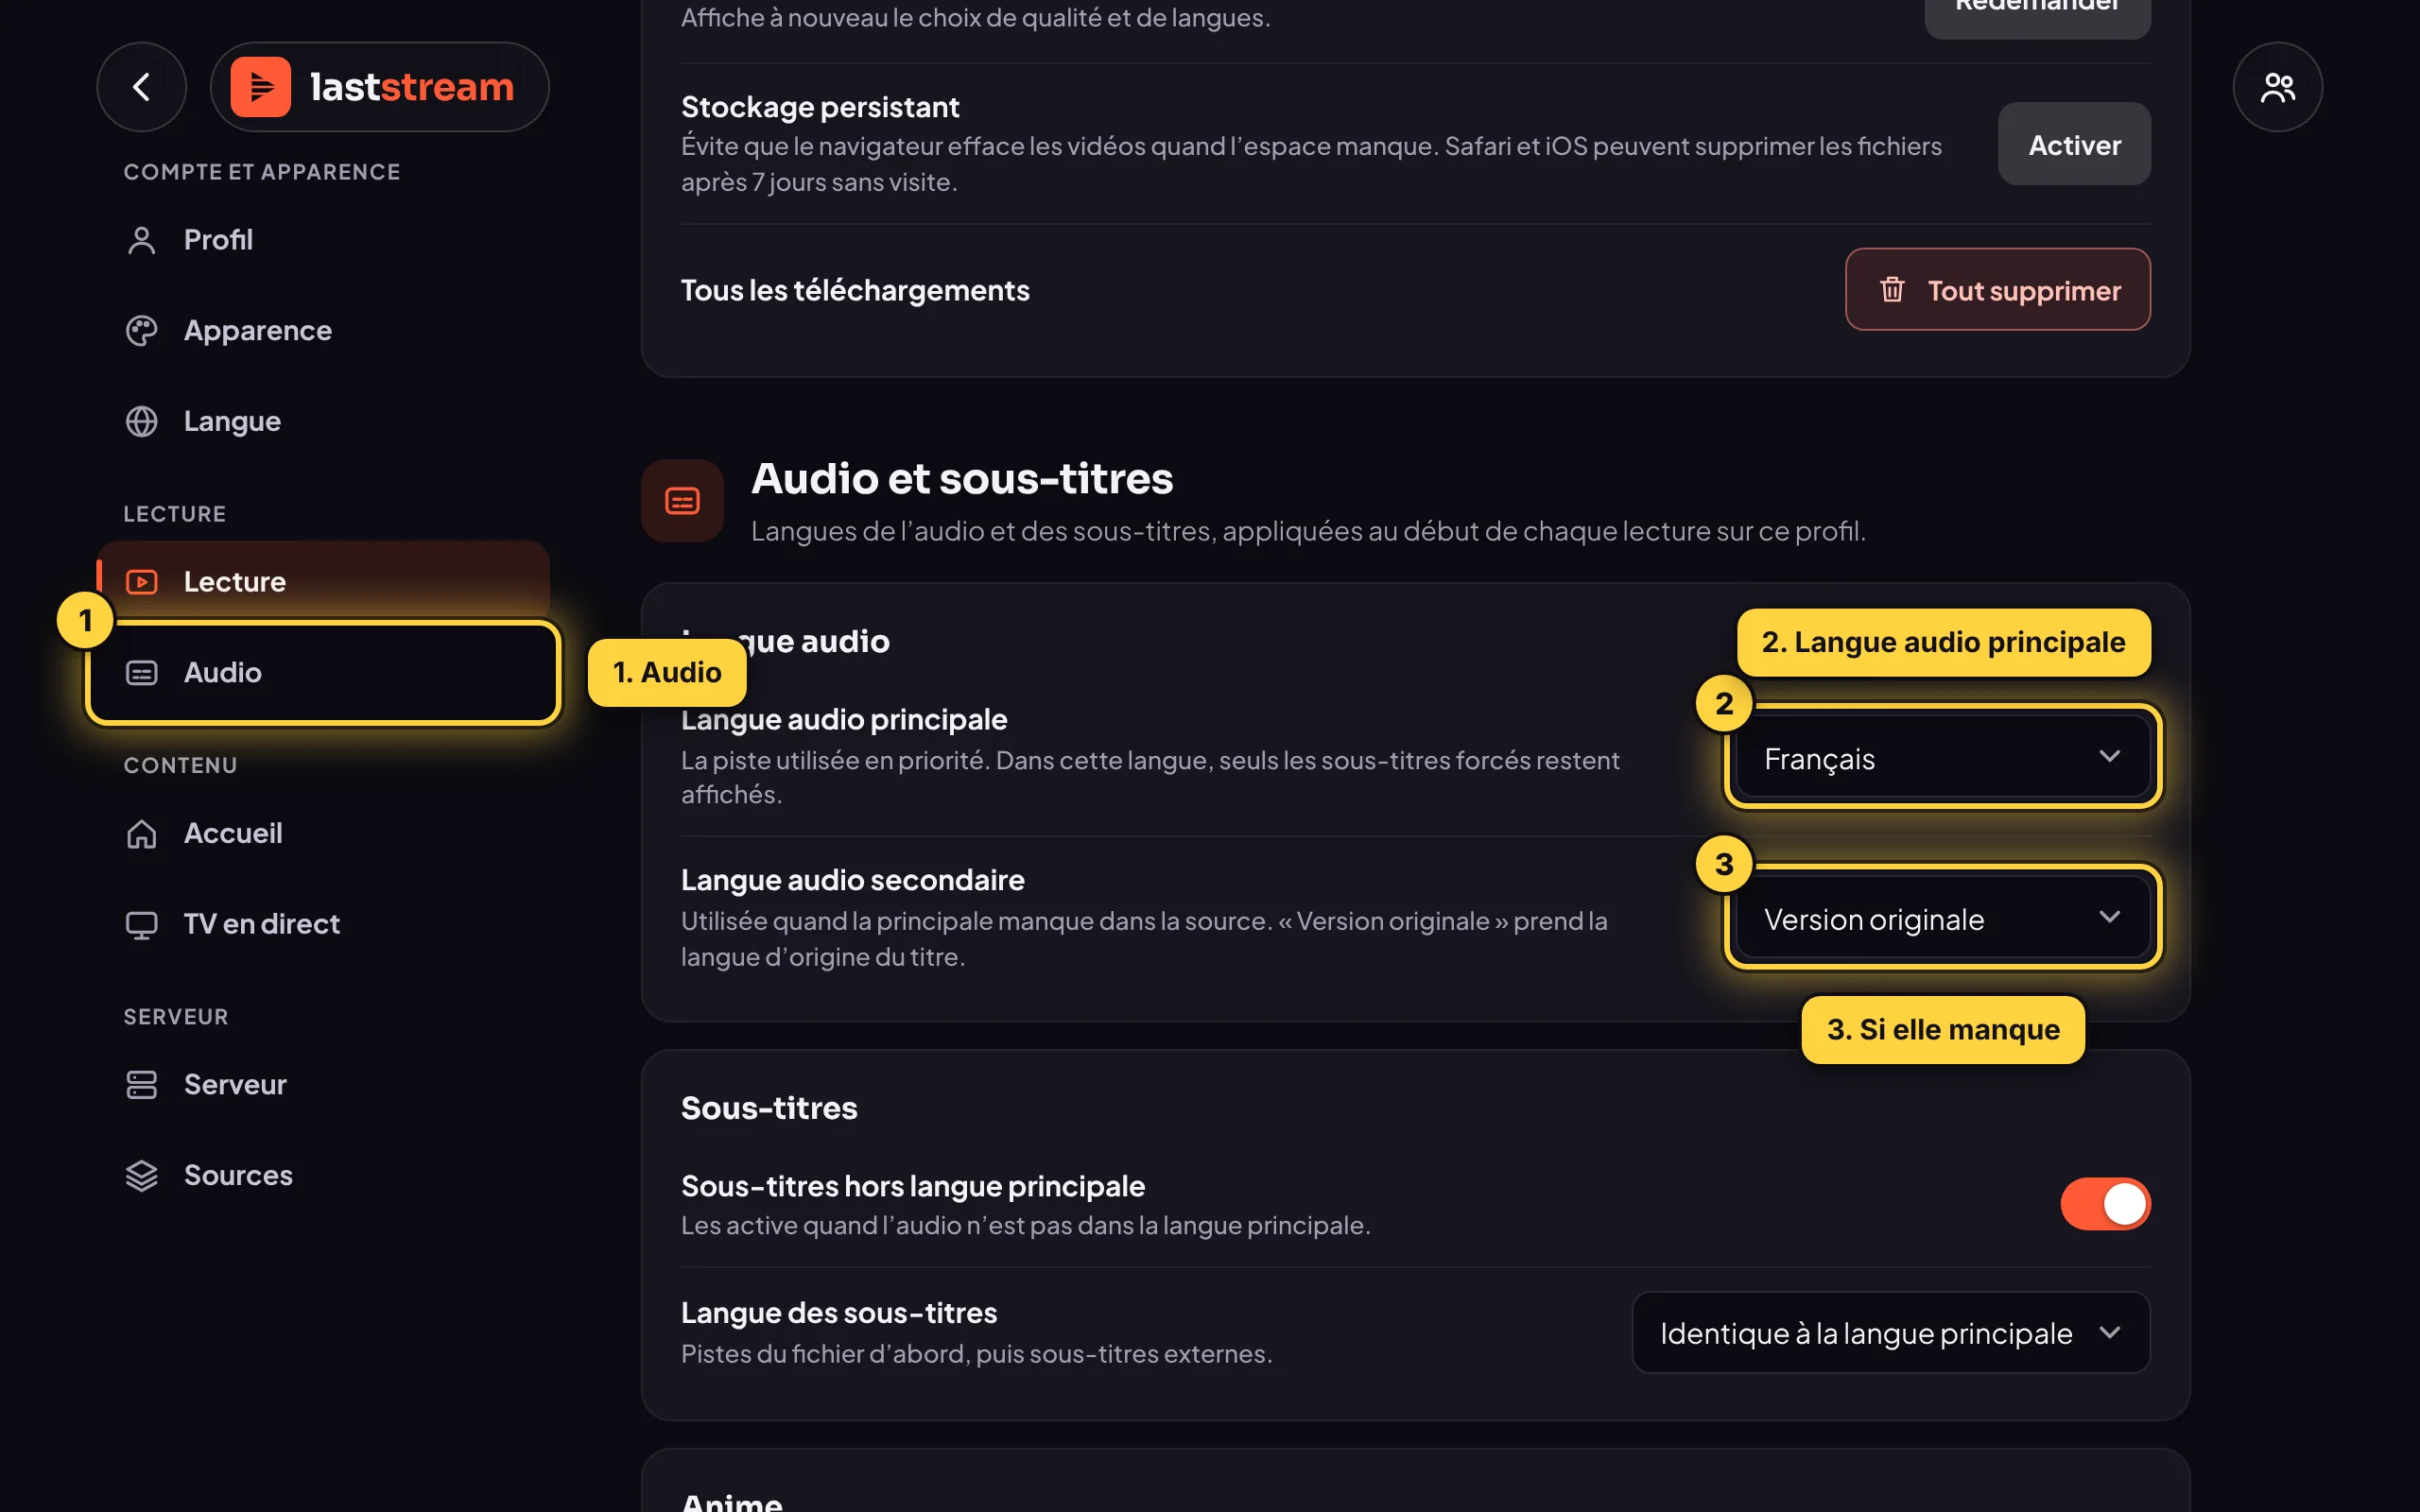 Affiche à nouveau le choix de qualité et de langues.
Redemander
laststream
Stockage persistant
Évite que le navigateur efface les vidéos quand l’espace manque. Safari et iOS peuvent supprimer les fichiers
après 7 jours sans visite.
Activer
Tous les téléchargements
Tout supprimer
COMPTE ET APPARENCE
Profil
Apparence
Langue
LECTURE
Lecture
1
Audio
1. Audio
CONTENU
Accueil
TV en direct
SERVEUR
Serveur
Sources
Audio et sous-titres
Langues de l’audio et des sous-titres, appliquées au début de chaque lecture sur ce profil.
gue audio
2. Langue audio principale
Langue audio principale
La piste utilisée en priorité. Dans cette langue, seuls les sous-titres forcés restent
affichés.
2
Français
Langue audio secondaire
Utilisée quand la principale manque dans la source. « Version originale » prend la
langue d’origine du titre.
3
Version originale
3. Si elle manque
Sous-titres
Sous-titres hors langue principale
Les active quand l’audio n’est pas dans la langue principale.
Langue des sous-titres
Pistes du fichier d’abord, puis sous-titres externes.
Identique à la langue principale
Anime